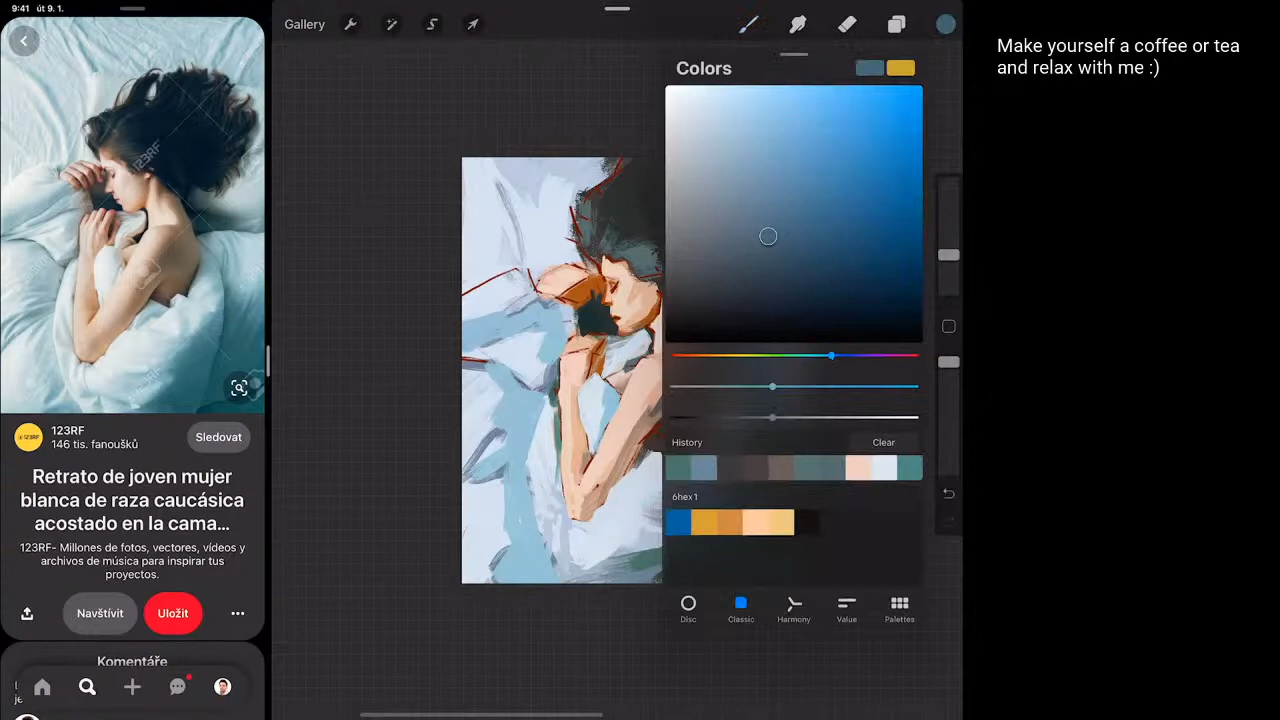 9:41 út 9. 1.
123RF
123RF
123RF
146 tis. fanoušků
Sledovat
Retrato de joven mujer
blanca de raza caucásica
acostado en la cama...
123RF- Millones de fotos, vectores, vídeos y
archivos de música para inspirar tus
proyectos.
Navštívit
Uložit
Komentáře
Gallery
Colors
History
Clear
6hex1
Disc
Classic
Harmony
Value
Palettes
Make yourself a coffee or tea
and relax with me :)